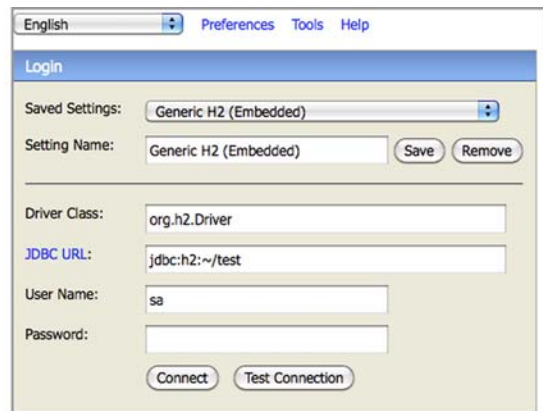 English Preferences Tools Help
Login
Saved Settings: Generic H2 (Embedded)
Setting Name: Generic H2 (Embedded) Save Remove
Driver Class: org.h2.Driver
JDBC URL: jdbc:h2:~/test
User Name: sa
Password:
Connect Test Connection